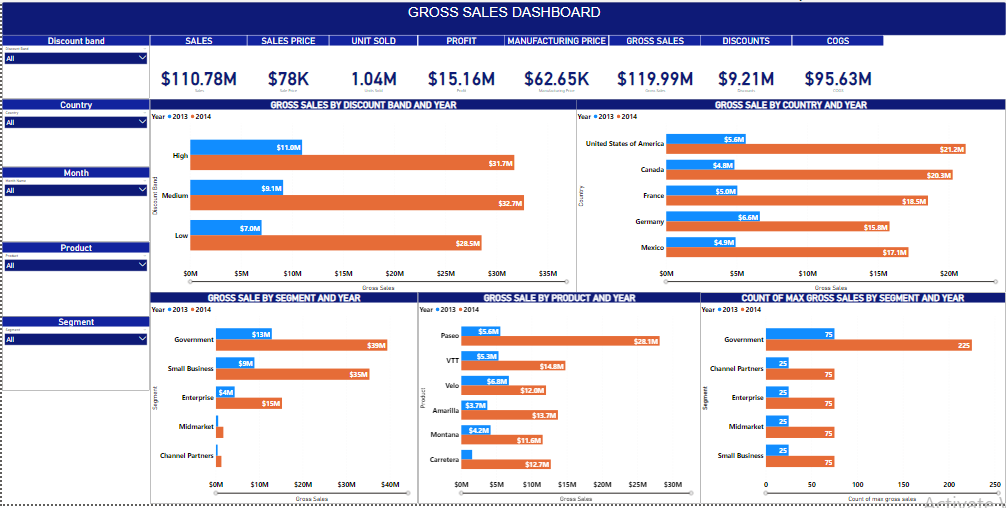 GROSS SALES DASHBOARD
Discount band
SALES
SALES PRICE
UNIT SOLD
PROFIT
MANUFACTURING PRICE
GROSS SALES
DISCOUNTS
COGS
Discount Band
All
$110.78M
$78K
1.04M
$15.16M
$62.65K
$119.99M
$9.21M
$95.63M
Sales
Sale Price
Units Sold
Profit
Manufacturing Price
Gross Sales
Discounts
COGS
Country
Country
All
Month
Month Name
All
Product
Product
All
Segment
Segment
All
GROSS SALES BY DISCOUNT BAND AND YEAR
Year 2013 2014
Discount Band
High
$11.0M
$31.7M
Medium
$9.1M
$32.7M
Low
$7.0M
$28.5M
$0M $5M $10M $15M $20M $25M $30M $35M
Gross Sales
GROSS SALE BY COUNTRY AND YEAR
Year 2013 2014
Country
United States of America
$5.6M
$21.2M
Canada
$4.8M
$20.3M
France
$5.0M
$18.5M
Germany
$6.6M
$15.8M
Mexico
$4.9M
$17.1M
$0M $5M $10M $15M $20M
Gross Sales
GROSS SALE BY SEGMENT AND YEAR
Year 2013 2014
Segment
Government
$13M
$39M
Small Business
$9M
$35M
Enterprise
$4M
$15M
Midmarket
Channel Partners
$0M $10M $20M $30M $40M
Gross Sales
GROSS SALE BY PRODUCT AND YEAR
Year 2013 2014
Product
Paseo
$5.6M
$28.1M
VTT
$5.3M
$14.8M
Velo
$6.8M
$12.0M
Amarilla
$3.7M
$13.7M
Montana
$4.2M
$11.6M
Carretera
$12.7M
$0M $5M $10M $15M $20M $25M $30M
Gross Sales
COUNT OF MAX GROSS SALES BY SEGMENT AND YEAR
Year 2013 2014
Segment
Government
75
225
Channel Partners
25
75
Enterprise
25
75
Midmarket
25
75
Small Business
25
75
0 50 100 150 200 250
Count of max gross sales
Activate